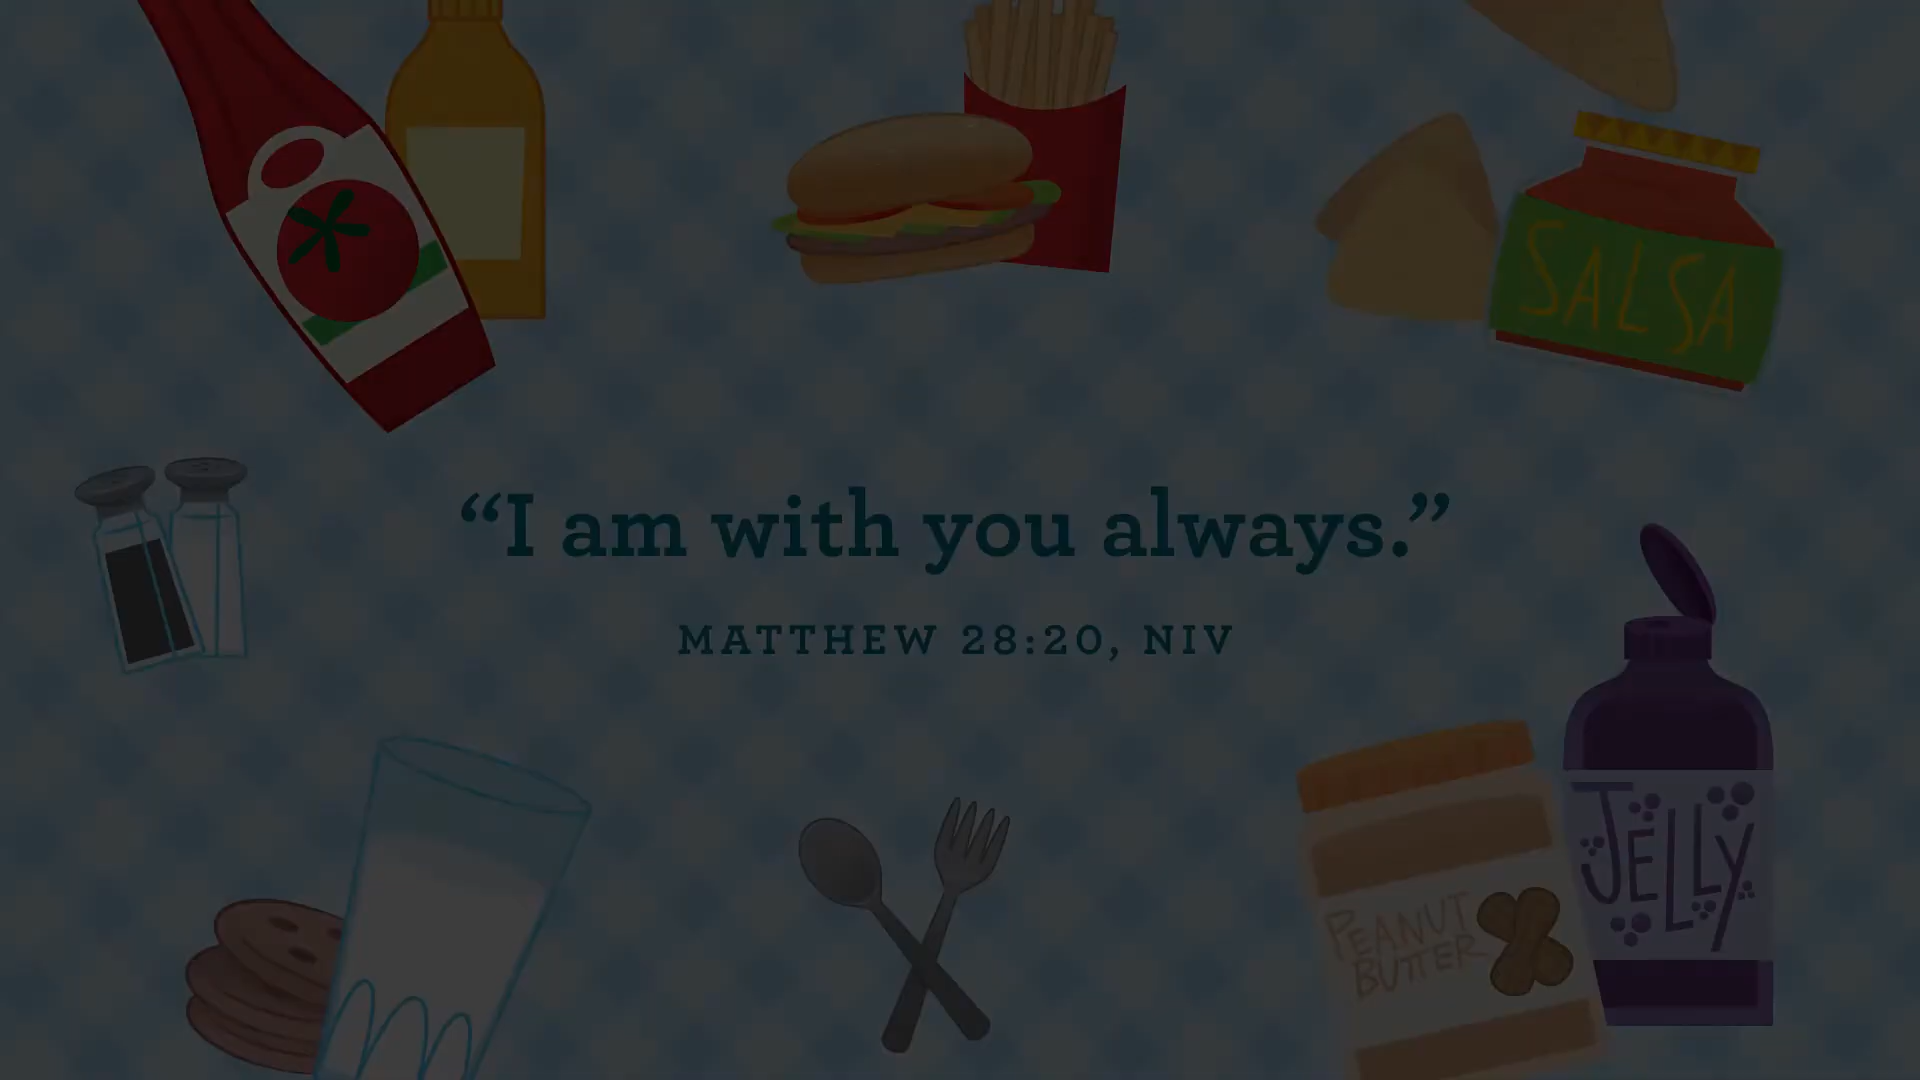 SALSA
“I am with you always.”
MATTHEW 28:20, NIV
JELLY
PEANUT
BUTTER